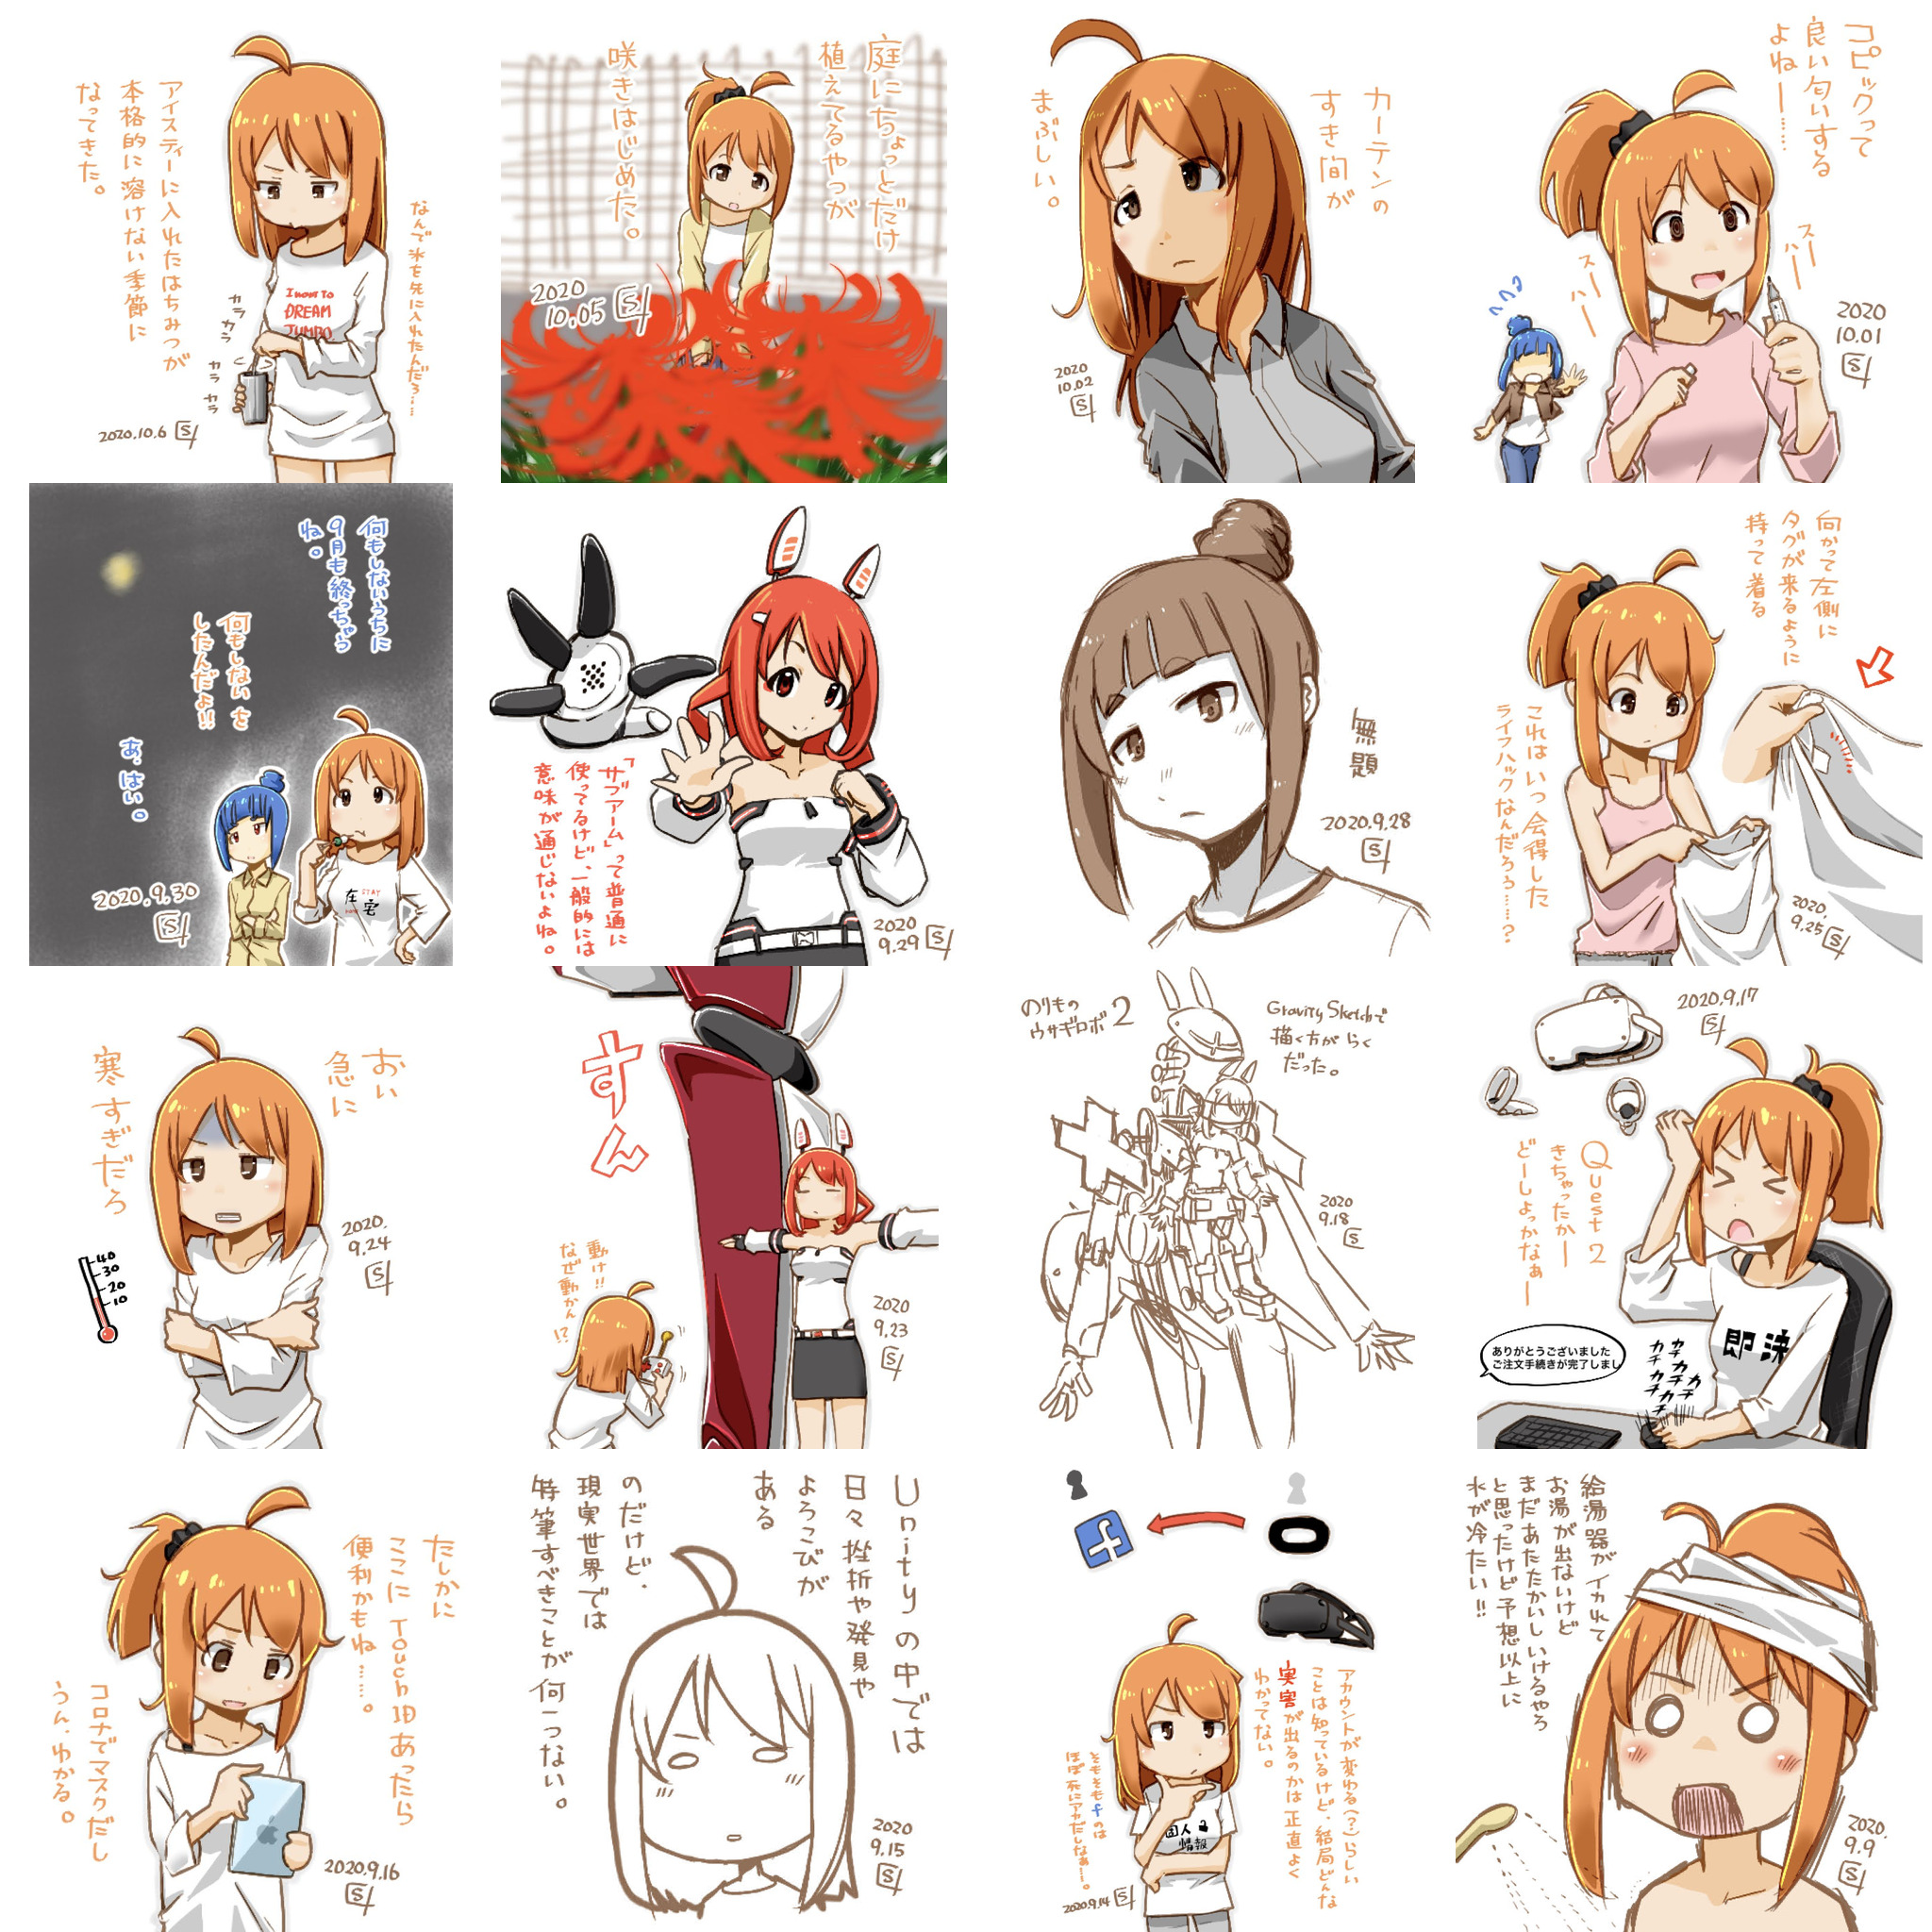 アイスティーに入れたはちみつが
本格的に溶けない季節に
なってきた。
なんで氷を先に入れたんだろ……
カラ
カラ
カラ
カラ
I want to
DREAM
JUMBO
2020.10.6
庭にちょっとだけ
植えてるやつが
咲きはじめた。
2020
10.05
カーテンの
すき間が
まぶしい。
2020
10.02
コピックって
良い匂いする
よねー……
スー
ハー
スー
ハー
2020
10.01
何もしないうちに
9月も終っちゃう
ね。
何もしないを
したんだよ!!
あ、はい。
STAY
在宅
2020.9.30
「サブアーム」って普通に
使ってるけど、一般的には
意味が通じないよね。
2020
9.29
無題
2020.9.28
向かって左側に
タグが来るように
持って着る
これはいつ会得した
ライフハックなんだろう……?
2020.
9.25
おい
急に
寒すぎだろ
40
30
20
10
2020.
9.24
すん
動け!!
なぜ動かん!?
2020
9.23
のりもの
ウサギロボ2
Gravity Sketchで
描く方がらく
だった。
2020
9.18
2020.9.17
Quest 2
きちゃったかー
どーしよっかなぁー
即決
ありがとうございました
ご注文手続きが完了しまし
カチ
カチ
カチ
カチ
カチ
カチ
たしかに
ここに Touch IDあったら
便利かもね……。
コロナでマスクだし
うん、わかる。
2020.9.16
Unityの中では
日々挫折や発見や
よろこびが
ある
のだけど、
現実世界では
特筆すべきことが何一つない。
2020
9.15
f
アカウントが変わる(?)らしい
ことは知っているけど、結局どんな
実害が出るのかは正直よく
わかってない。
そもそもfのは
ほぼ死にアカだしなぁ…。
個人
情報
2020.9.14
給湯器がイカれて
お湯が出ないけど
まだあたたかいしいけるやろ
と思ったけど予想以上に
水が冷たい!!
2020.
9.9